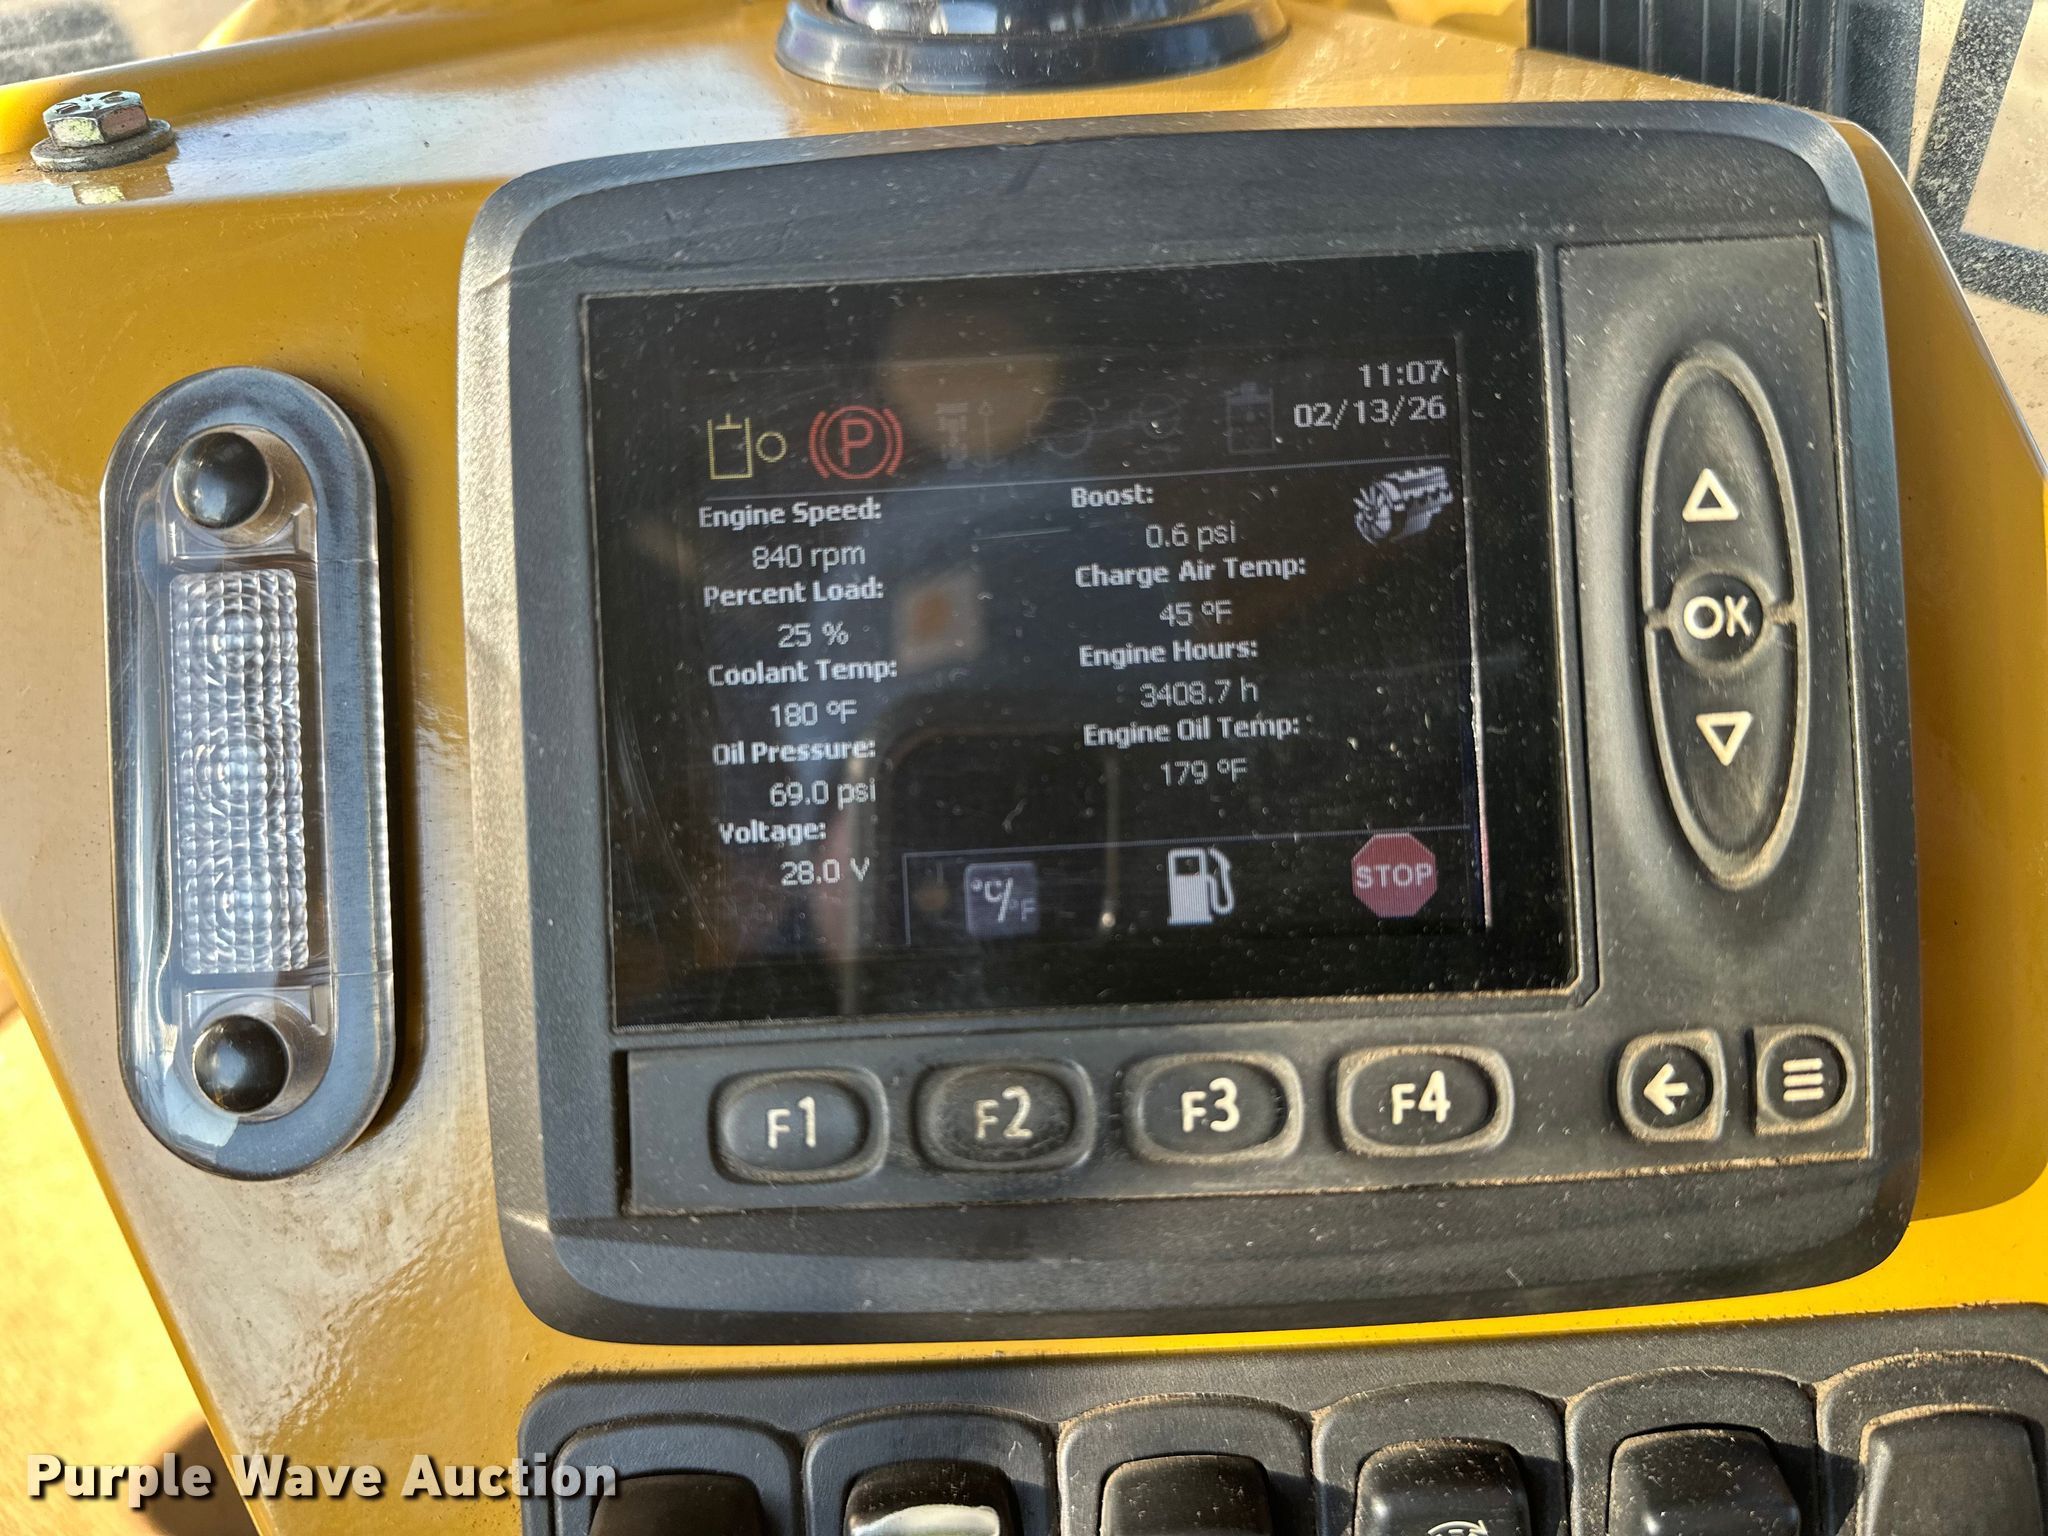 11:07
02/13/26
P
Engine Speed:
840 rpm
Percent Load:
25 %
Coolant Temp:
180 °F
Oil Pressure:
69.0 psi
Voltage:
28.0 V
Boost:
0.6 psi
Charge Air Temp:
45 °F
Engine Hours:
3408.7 h
Engine Oil Temp:
179 °F
°C/°F
STOP
OK
F1 F2 F3 F4
Purple Wave Auction